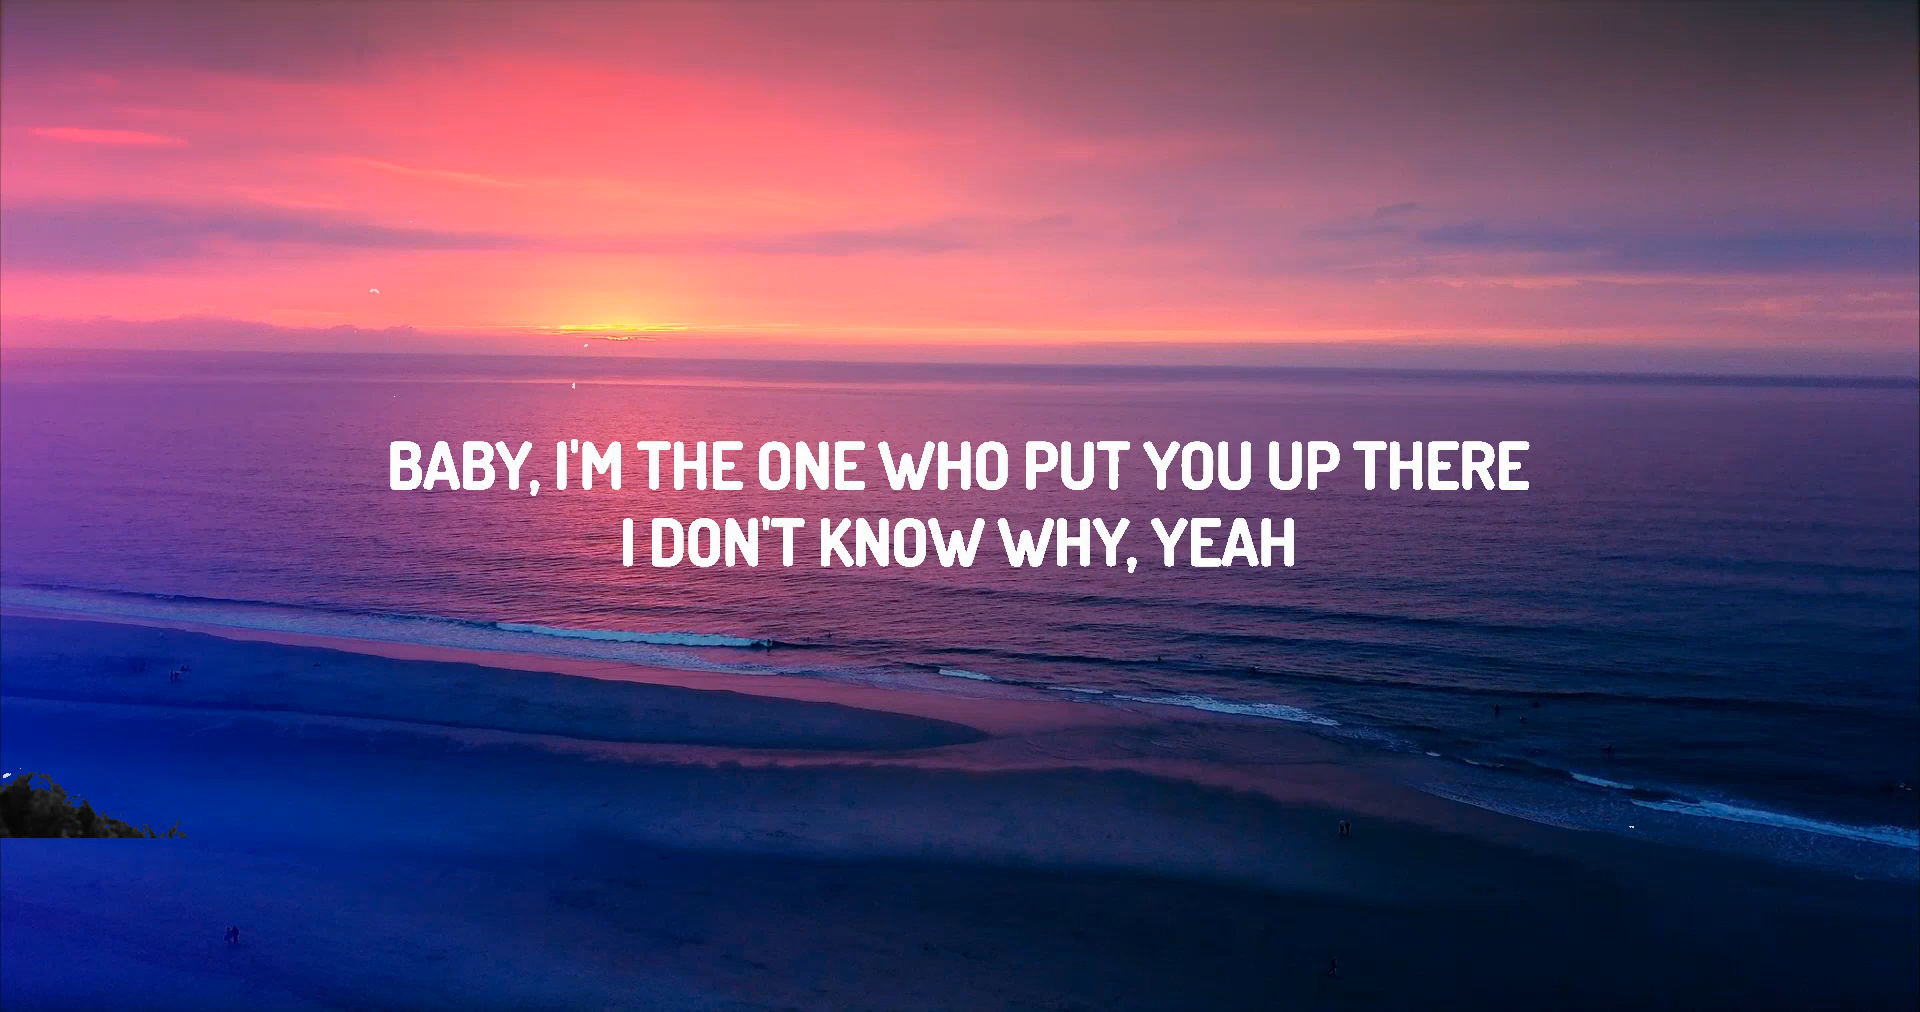 BABY, I'M THE ONE WHO PUT YOU UP THERE
I DON'T KNOW WHY, YEAH